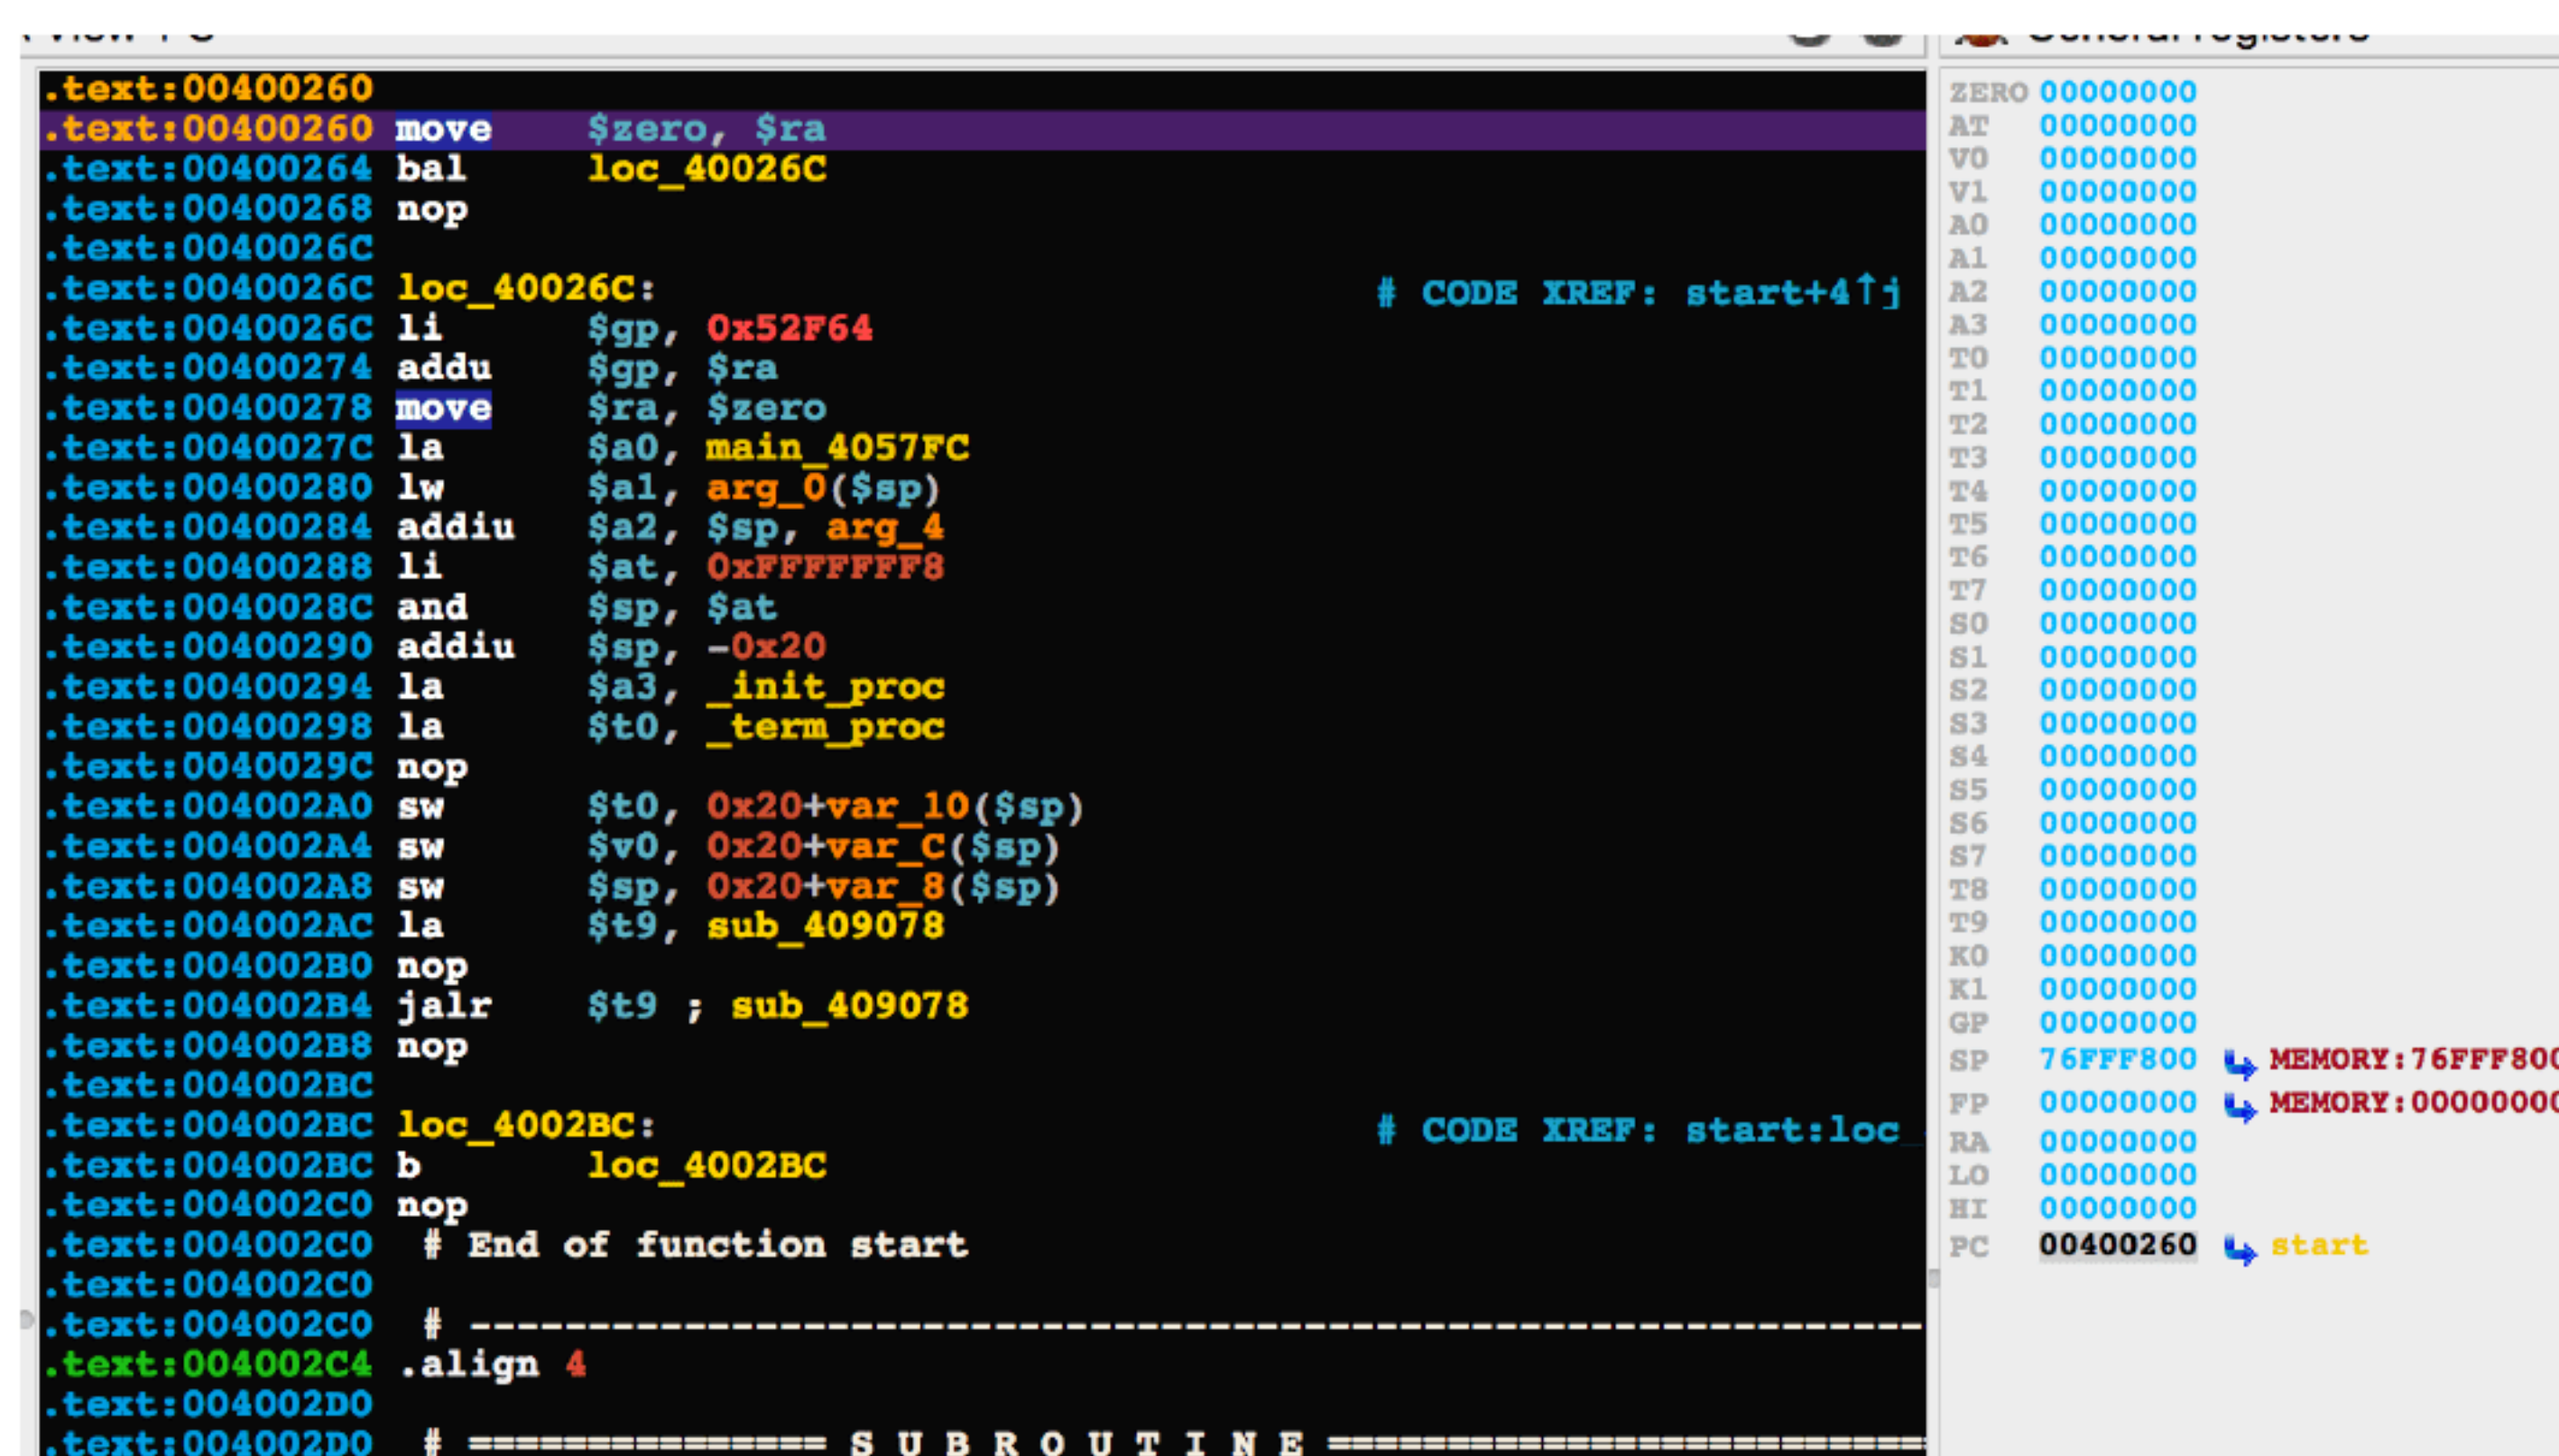 .text:00400260
.text:00400260 move $zero, $ra
.text:00400264 bal loc_40026C
.text:00400268 nop
.text:0040026C
.text:0040026C loc_40026C: # CODE XREF: start+4↑j
.text:0040026C li $gp, 0x52F64
.text:00400274 addu $gp, $ra
.text:00400278 move $ra, $zero
.text:0040027C la $a0, main_4057FC
.text:00400280 lw $a1, arg_0($sp)
.text:00400284 addiu $a2, $sp, arg_4
.text:00400288 li $at, 0xFFFFFFF8
.text:0040028C and $sp, $at
.text:00400290 addiu $sp, -0x20
.text:00400294 la $a3, _init_proc
.text:00400298 la $t0, _term_proc
.text:0040029C nop
.text:004002A0 sw $t0, 0x20+var_10($sp)
.text:004002A4 sw $v0, 0x20+var_C($sp)
.text:004002A8 sw $sp, 0x20+var_8($sp)
.text:004002AC la $t9, sub_409078
.text:004002B0 nop
.text:004002B4 jalr $t9 ; sub_409078
.text:004002B8 nop
.text:004002BC
.text:004002BC loc_4002BC: # CODE XREF: start:loc_
.text:004002BC b loc_4002BC
.text:004002C0 nop
.text:004002C0 # End of function start
.text:004002C0
.text:004002C0 # -------------------------------------------------------------
.text:004002C4 .align 4
.text:004002D0
.text:004002D0 # =============== S U B R O U T I N E =========================
General registers
ZERO 00000000
AT 00000000
V0 00000000
V1 00000000
A0 00000000
A1 00000000
A2 00000000
A3 00000000
T0 00000000
T1 00000000
T2 00000000
T3 00000000
T4 00000000
T5 00000000
T6 00000000
T7 00000000
S0 00000000
S1 00000000
S2 00000000
S3 00000000
S4 00000000
S5 00000000
S6 00000000
S7 00000000
T8 00000000
T9 00000000
K0 00000000
K1 00000000
GP 00000000
SP 76FFF800 MEMORY:76FFF800
FP 00000000 MEMORY:00000000
RA 00000000
LO 00000000
HI 00000000
PC 00400260 start